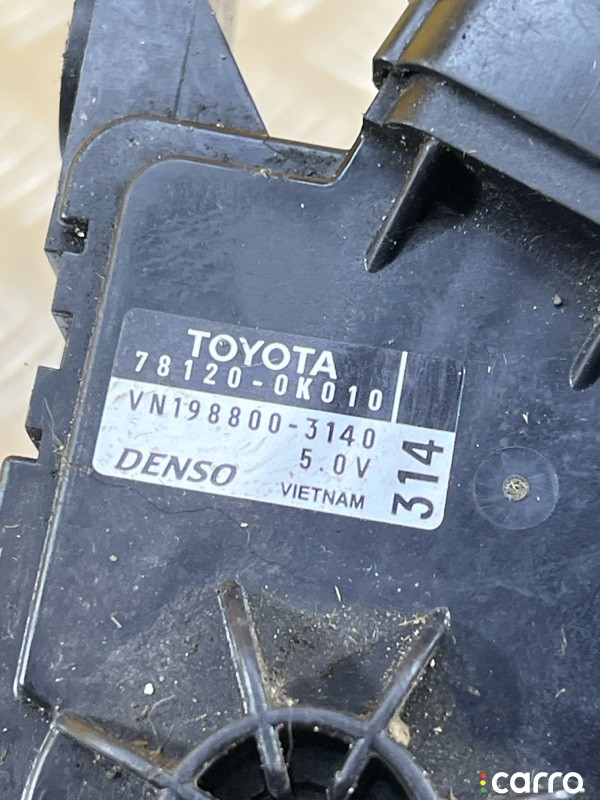 TOYOTA
78120-0K010
VN198800-3140
5.0V
DENSO
VIETNAM
314
carro